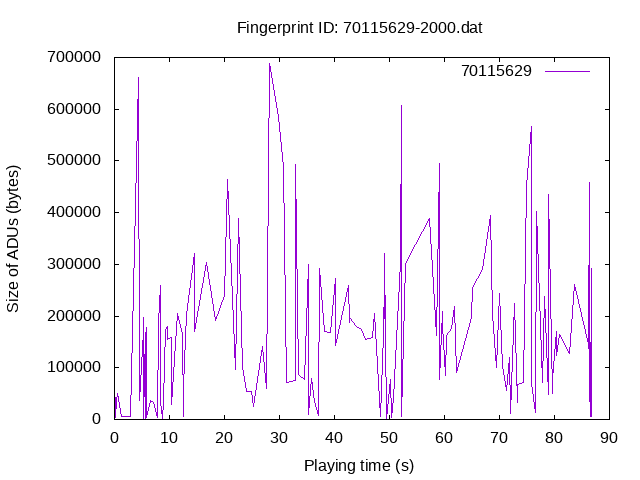 Fingerprint ID: 70115629-2000.dat
700000
600000
500000
400000
300000
200000
100000
0
Size of ADUs (bytes)
70115629
0 10 20 30 40 50 60 70 80 90
Playing time (s)